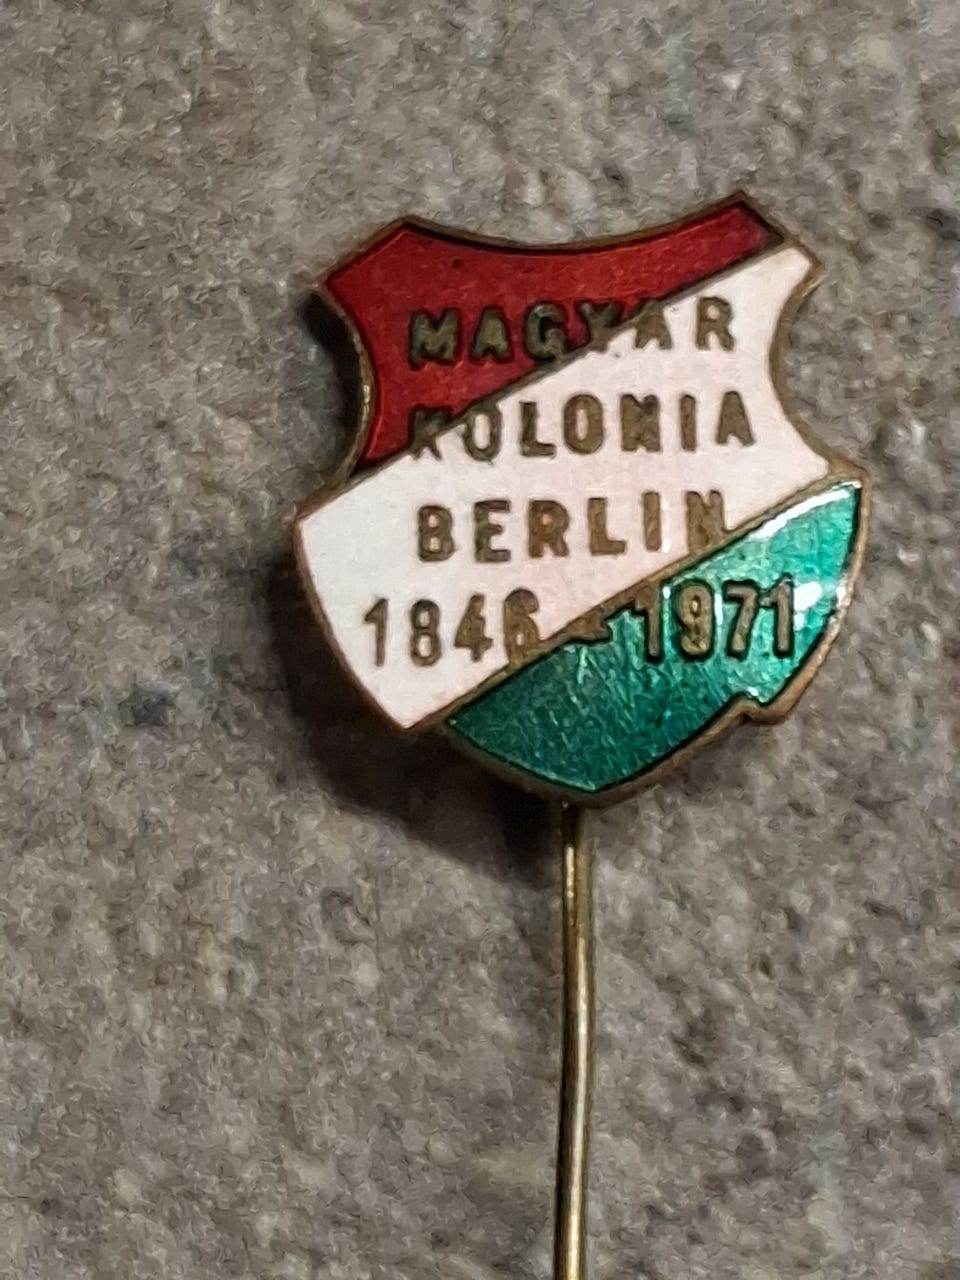 MAGYAR
KOLONIA
BERLIN
1846-1971